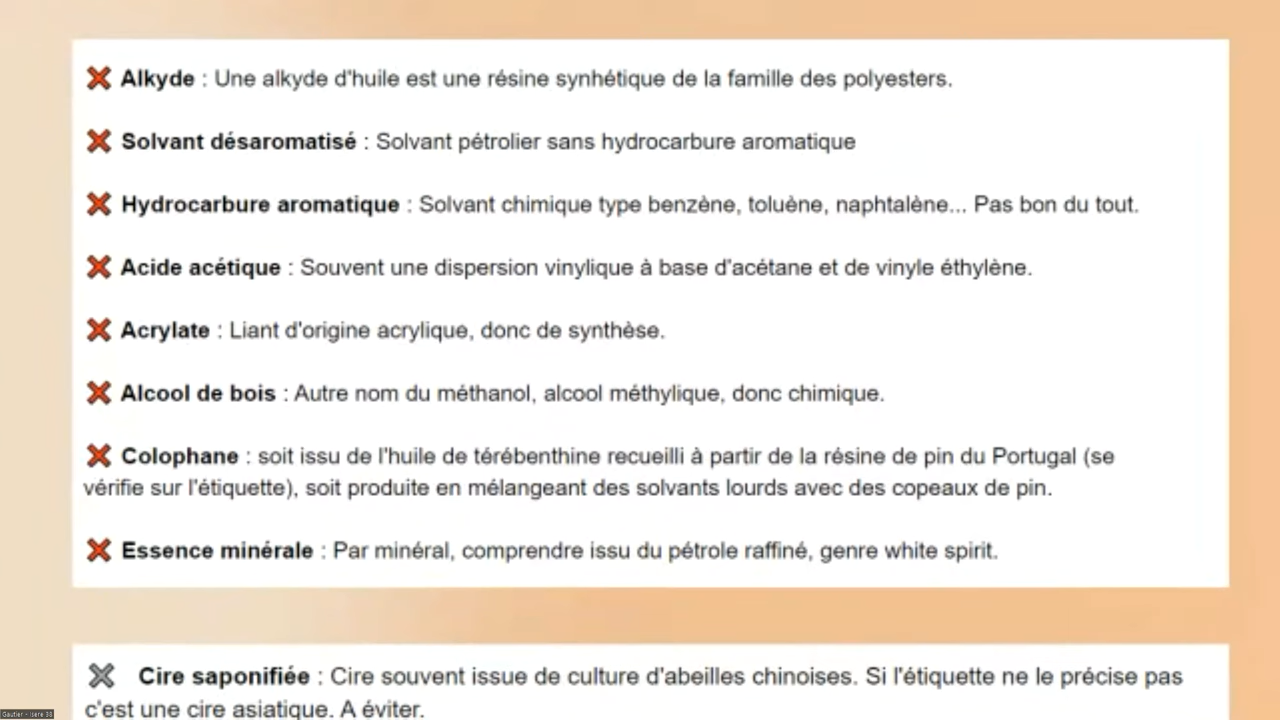 Alkyde : Une alkyde d'huile est une résine synhétique de la famille des polyesters.
Solvant désaromatisé : Solvant pétrolier sans hydrocarbure aromatique
Hydrocarbure aromatique : Solvant chimique type benzène, toluène, naphtalène... Pas bon du tout.
Acide acétique : Souvent une dispersion vinylique à base d'acétane et de vinyle éthylène.
Acrylate : Liant d'origine acrylique, donc de synthèse.
Alcool de bois : Autre nom du méthanol, alcool méthylique, donc chimique.
Colophane : soit issu de l'huile de térébenthine recueilli à partir de la résine de pin du Portugal (se
vérifie sur l'étiquette), soit produite en mélangeant des solvants lourds avec des copeaux de pin.
Essence minérale : Par minéral, comprendre issu du pétrole raffiné, genre white spirit.
Cire saponifiée : Cire souvent issue de culture d'abeilles chinoises. Si l'étiquette ne le précise pas
c'est une cire asiatique. A éviter.
Gautier - Isère 38